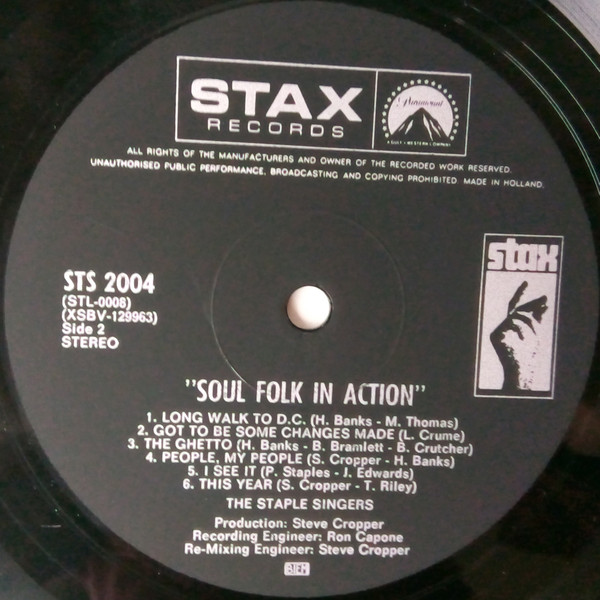 STAX
RECORDS
Paramount
ALL RIGHTS OF THE MANUFACTURERS AND OWNER OF THE RECORDED WORK RESERVED.
UNAUTHORISED PUBLIC PERFORMANCE, BROADCASTING AND COPYING PROHIBITED. MADE IN HOLLAND.
stax
STS 2004
(STL-0008)
(XSBV-129963)
Side 2
STEREO
"SOUL FOLK IN ACTION"
1. LONG WALK TO D.C. (H. Banks - M. Thomas)
2. GOT TO BE SOME CHANGES MADE (L. Crume)
3. THE GHETTO (H. Banks - B. Bramlett - B. Crutcher)
4. PEOPLE, MY PEOPLE (S. Cropper - H. Banks)
5. I SEE IT (P. Staples - J. Edwards)
6. THIS YEAR (S. Cropper - T. Riley)
THE STAPLE SINGERS
Production: Steve Cropper
Recording Engineer: Ron Capone
Re-Mixing Engineer: Steve Cropper
BIEM